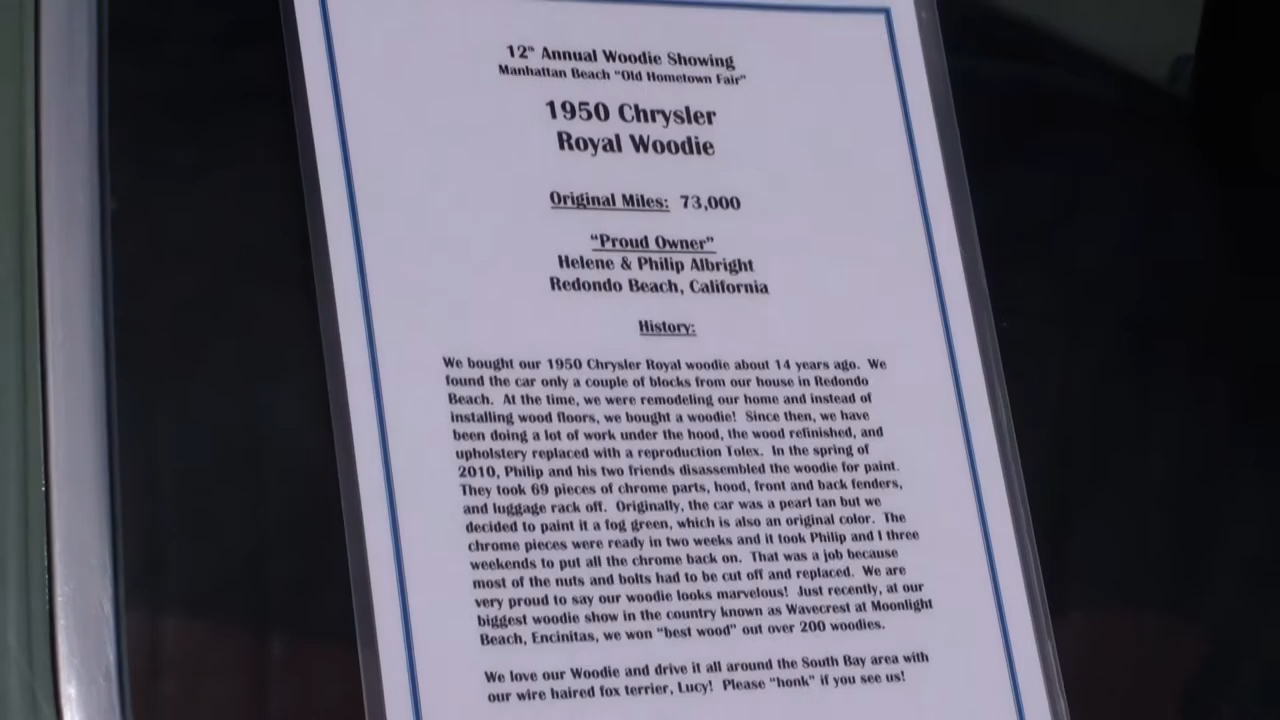 12th Annual Woodie Showing
Manhattan Beach "Old Hometown Fair"
1950 Chrysler
Royal Woodie
Original Miles: 73,000
"Proud Owner"
Helene & Philip Albright
Redondo Beach, California
History:
We bought our 1950 Chrysler Royal woodie about 14 years ago. We
found the car only a couple of blocks from our house in Redondo
Beach. At the time, we were remodeling our home and instead of
installing wood floors, we bought a woodie! Since then, we have
been doing a lot of work under the hood, the wood refinished, and
upholstery replaced with a reproduction Tolex. In the spring of
2010, Philip and his two friends disassembled the woodie for paint.
They took 69 pieces of chrome parts, hood, front and back fenders,
and luggage rack off. Originally, the car was a pearl tan but we
decided to paint it a fog green, which is also an original color. The
chrome pieces were ready in two weeks and it took Philip and I three
weekends to put all the chrome back on. That was a job because
most of the nuts and bolts had to be cut off and replaced. We are
very proud to say our woodie looks marvelous! Just recently, at our
biggest woodie show in the country known as Wavecrest at Moonlight
Beach, Encinitas, we won "best wood" out over 200 woodies.
We love our Woodie and drive it all around the South Bay area with
our wire haired fox terrier, Lucy! Please "honk" if you see us!